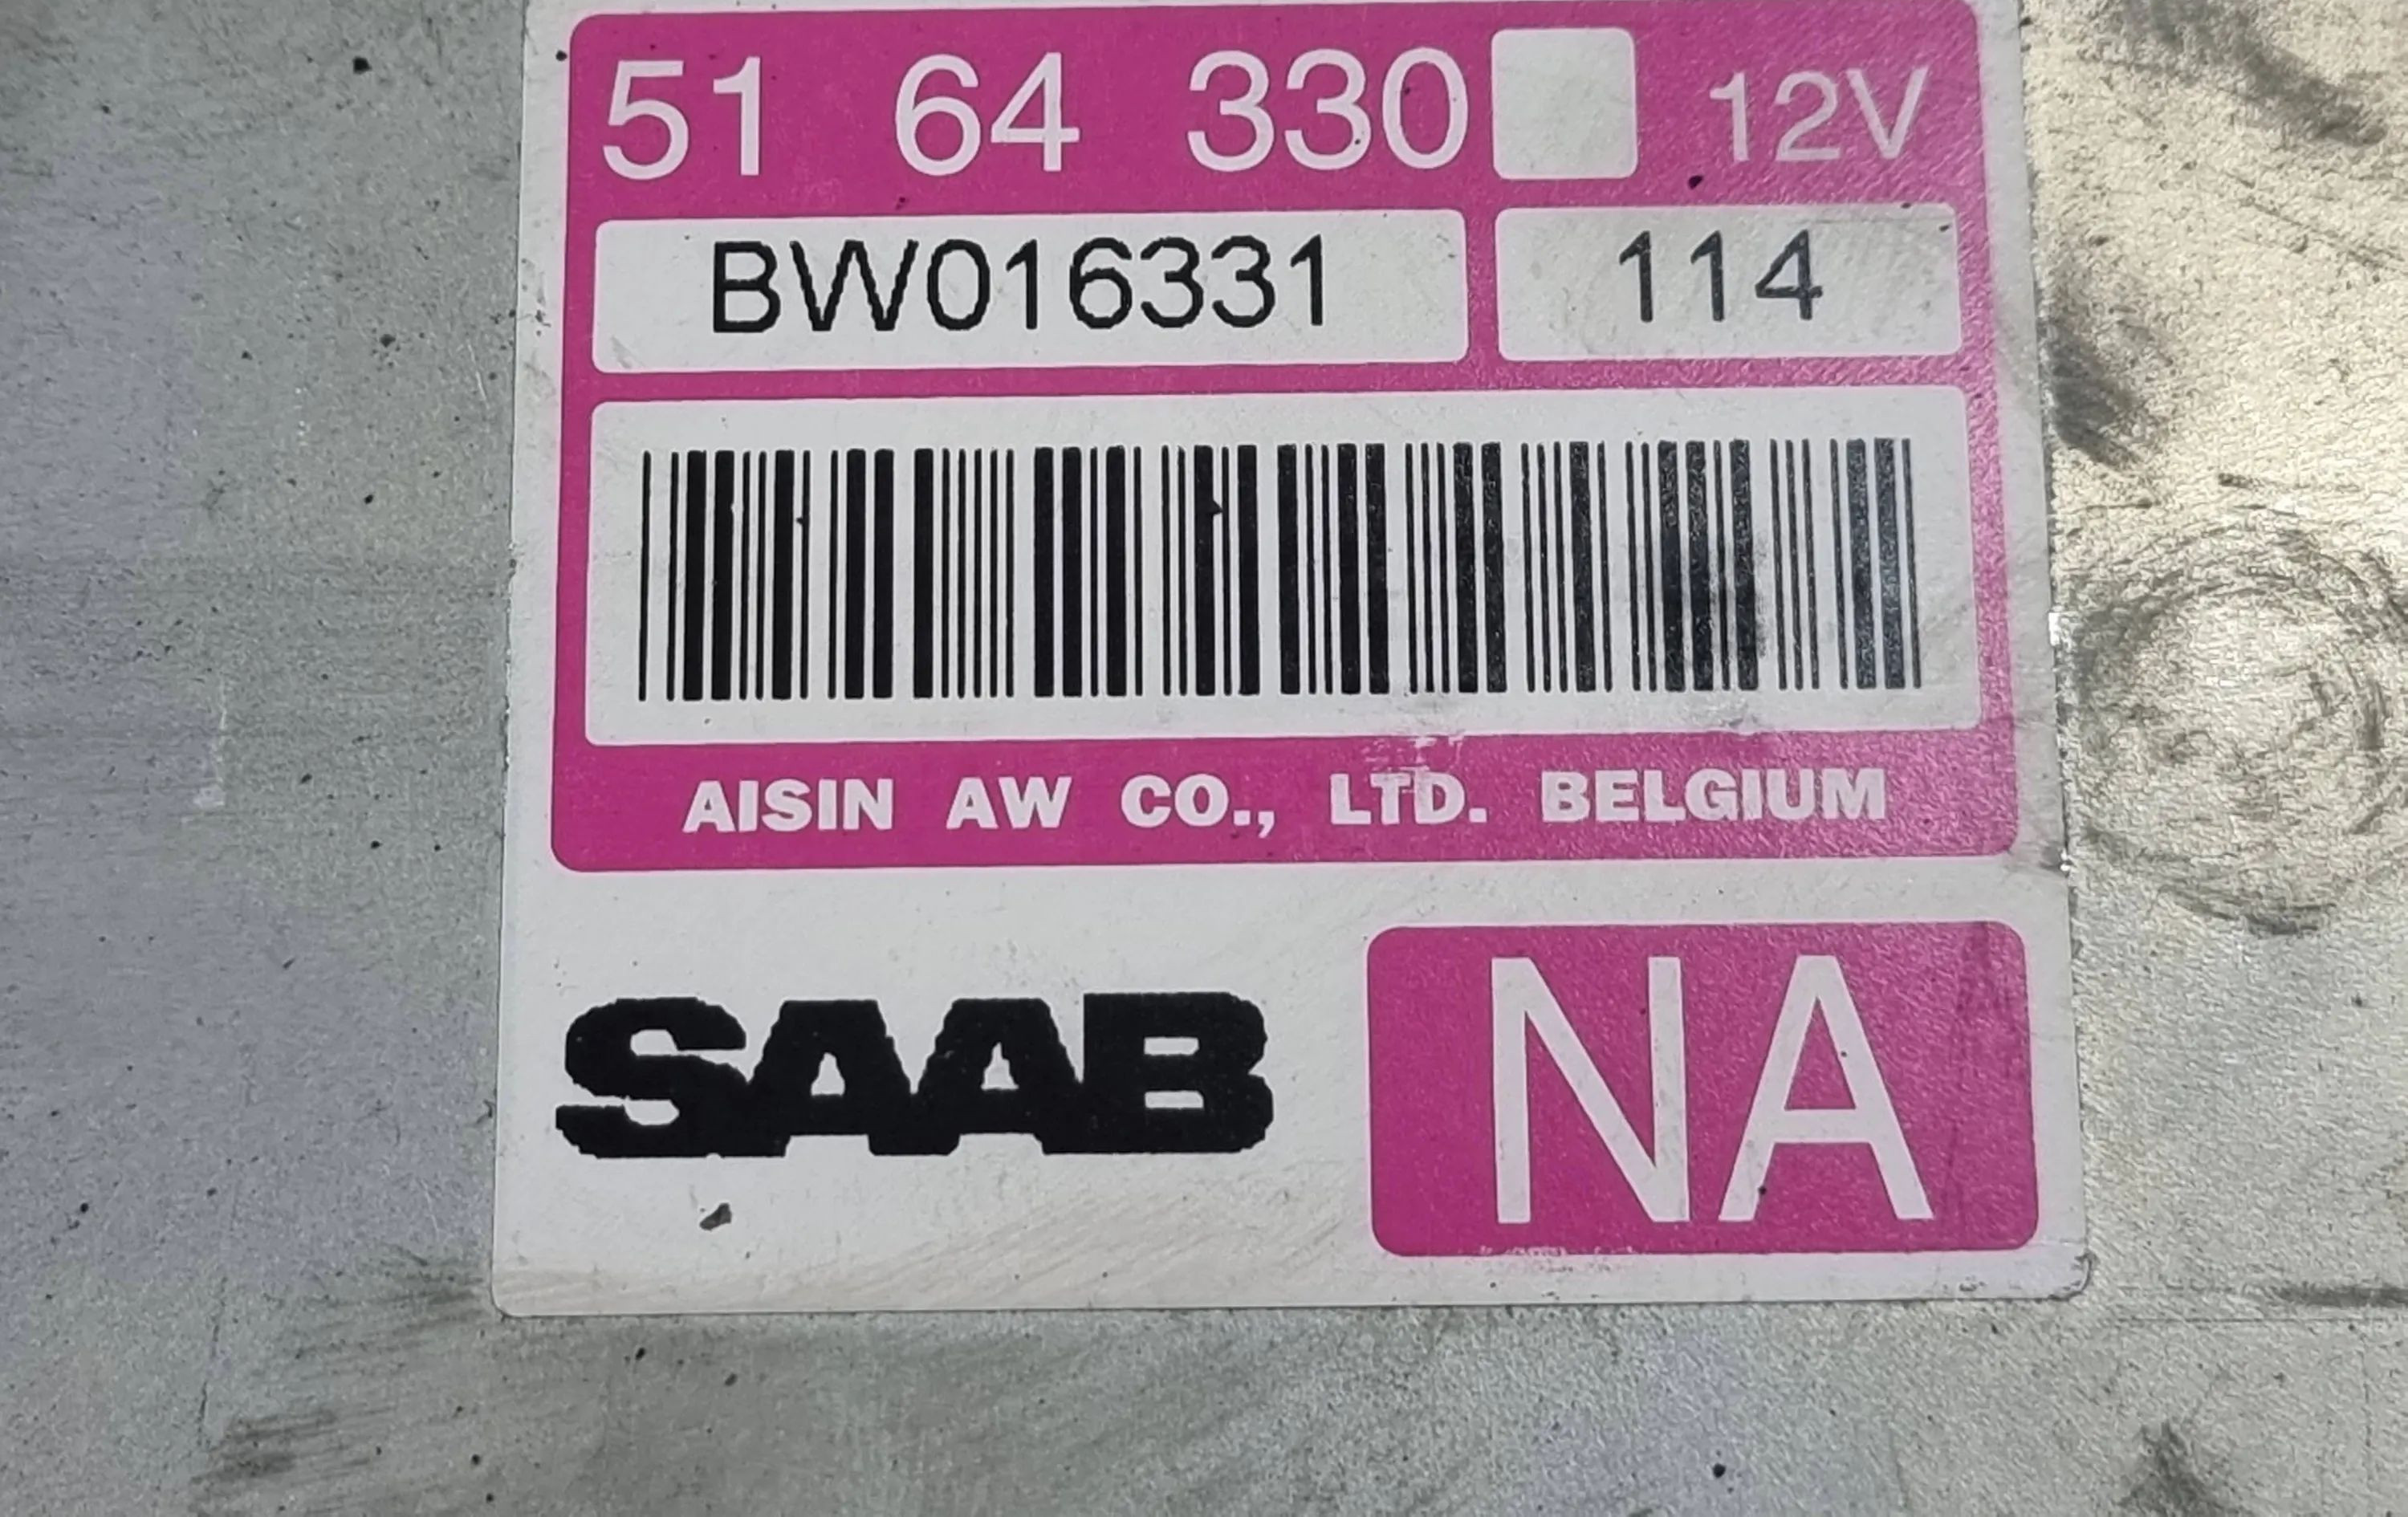 51 64 330 12V
BW016331 114
AISIN AW CO., LTD. BELGIUM
SAAB NA